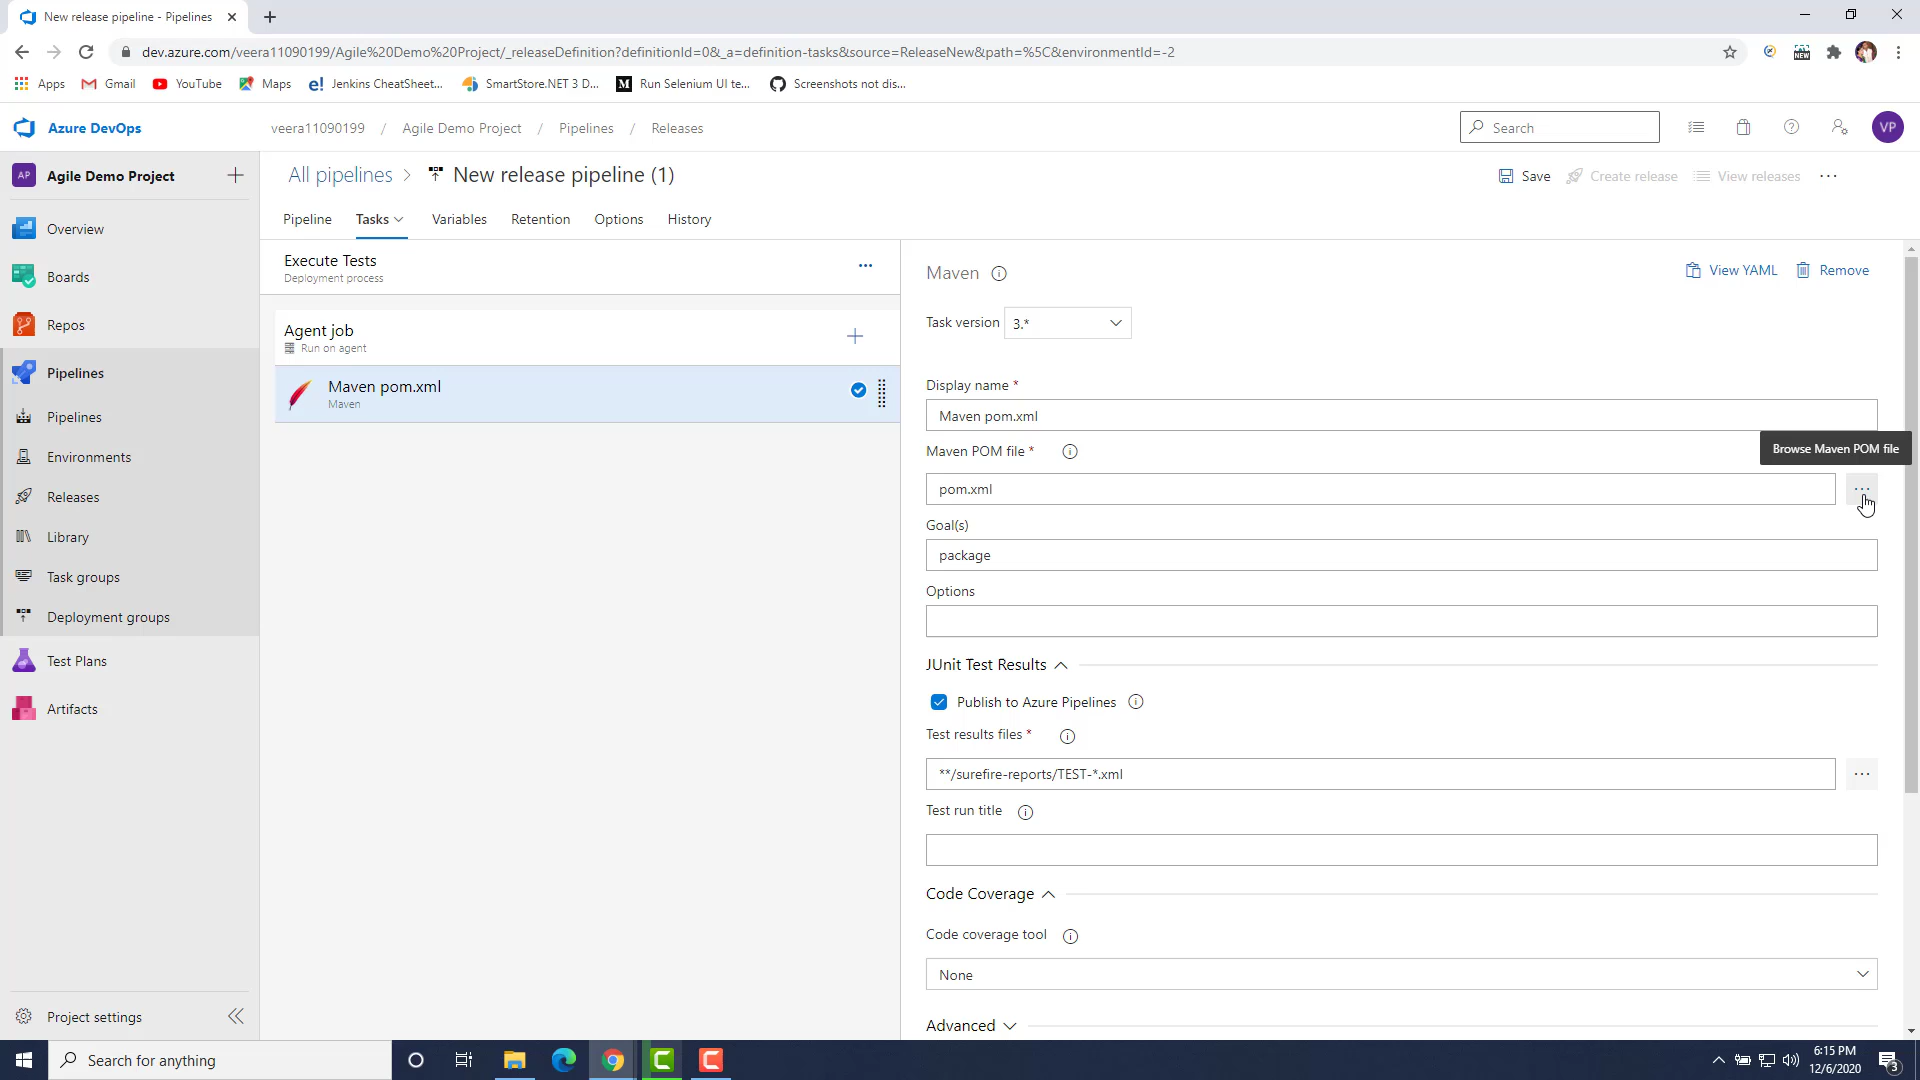 New release pipeline - Pipelines
dev.azure.com/veera11090199/Agile%20Demo%20Project/_releaseDefinition?definitionId=0&_a=definition-tasks&source=ReleaseNew&path=%5C&environmentId=-2
NEW
Apps
Gmail
YouTube
Maps
e!
Jenkins CheatSheet...
SmartStore.NET 3 D...
M
Run Selenium UI te...
Screenshots not dis...
Azure DevOps
veera11090199 / Agile Demo Project / Pipelines / Releases
Search
VP
AP
Agile Demo Project
All pipelines > New release pipeline (1)
Save
Create release
View releases
Pipeline
Tasks
Variables
Retention
Options
History
Overview
Boards
Repos
Pipelines
Pipelines
Environments
Releases
Library
Task groups
Deployment groups
Test Plans
Artifacts
Project settings
Execute Tests
Deployment process
Agent job
Run on agent
Maven pom.xml
Maven
Maven
View YAML
Remove
Task version
3.*
Display name *
Maven pom.xml
Maven POM file *
Browse Maven POM file
pom.xml
Goal(s)
package
Options
JUnit Test Results
Publish to Azure Pipelines
Test results files *
**/surefire-reports/TEST-*.xml
Test run title
Code Coverage
Code coverage tool
None
Advanced
Search for anything
6:15 PM
12/6/2020
3